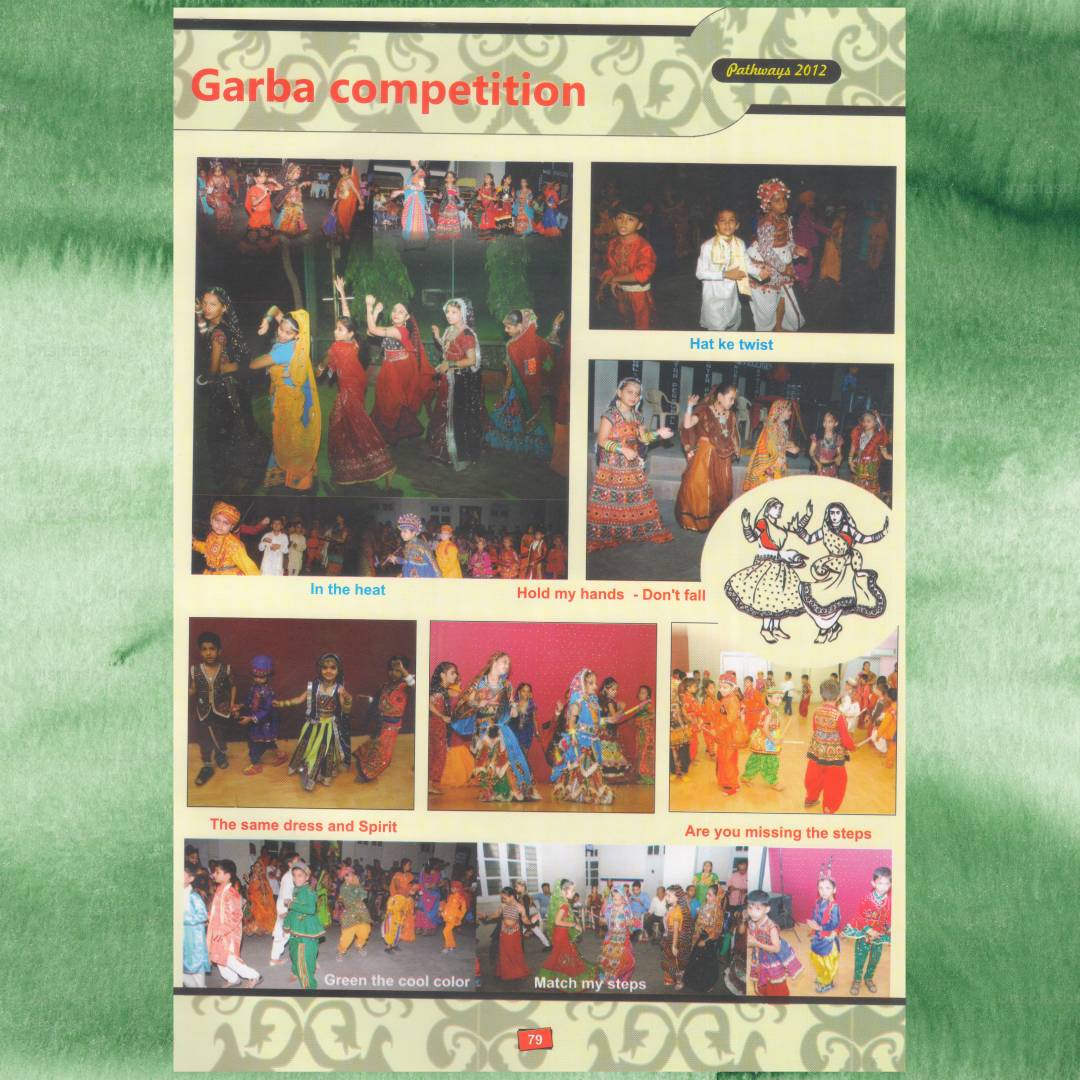 Garba competition
Pathways 2012
Hat ke twist
In the heat
Hold my hands - Don't fall
The same dress and Spirit
Are you missing the steps
Green the cool color
Match my steps
79